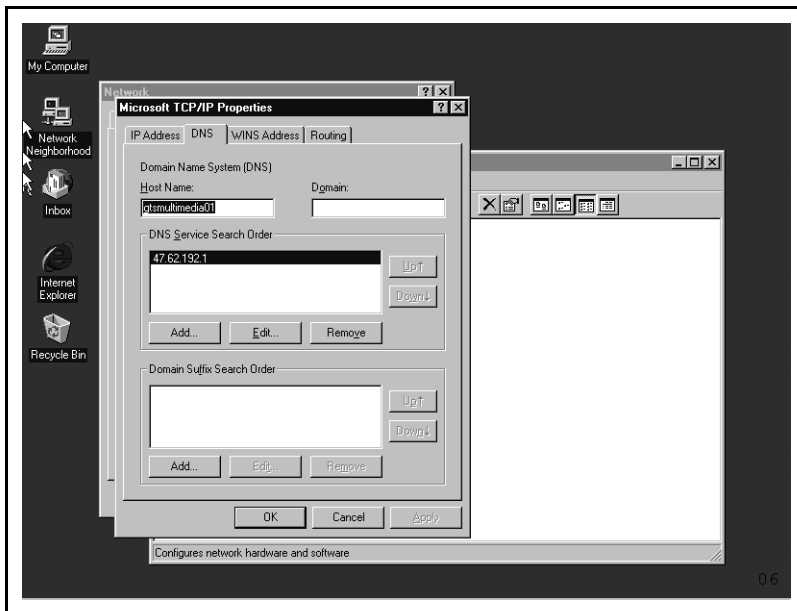 My Computer
Network
Neighborhood
Inbox
Internet
Explorer
Recycle Bin
Network
Microsoft TCP/IP Properties
IP Address DNS WINS Address Routing
Domain Name System (DNS)
Host Name: Domain:
gtsmultimedia01
DNS Service Search Order
47.62.192.1
Up↑
Down↓
Add... Edit... Remove
Domain Suffix Search Order
Up↑
Down↓
Add... Edit... Remove
OK Cancel Apply
Configures network hardware and software
06